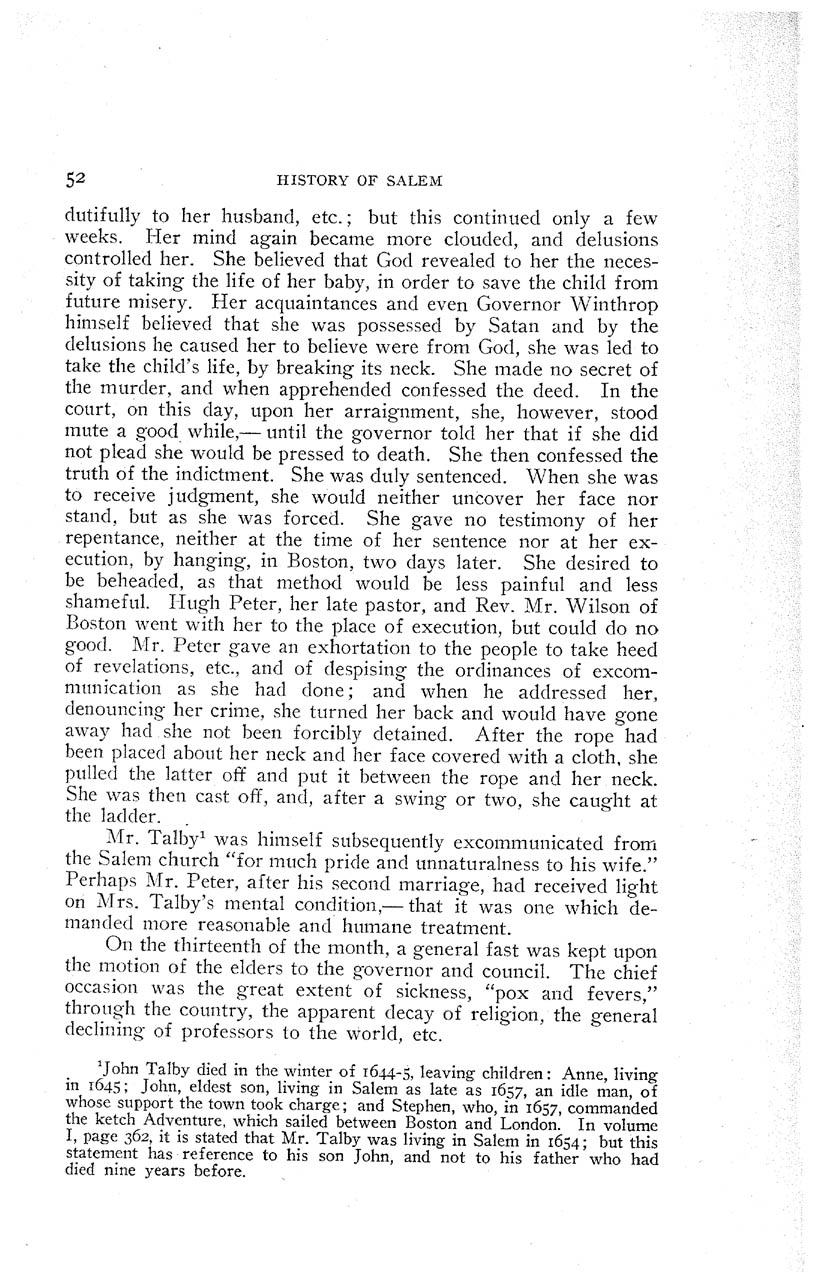 52 HISTORY OF SALEM
dutifully to her husband, etc.; but this continued only a few
weeks. Her mind again became more clouded, and delusions
controlled her. She believed that God revealed to her the neces-
sity of taking the life of her baby, in order to save the child from
future misery. Her acquaintances and even Governor Winthrop
himself believed that she was possessed by Satan and by the
delusions he caused her to believe were from God, she was led to
take the child's life, by breaking its neck. She made no secret of
the murder, and when apprehended confessed the deed. In the
court, on this day, upon her arraignment, she, however, stood
mute a good while,— until the governor told her that if she did
not plead she would be pressed to death. She then confessed the
truth of the indictment. She was duly sentenced. When she was
to receive judgment, she would neither uncover her face nor
stand, but as she was forced. She gave no testimony of her
repentance, neither at the time of her sentence nor at her ex-
ecution, by hanging, in Boston, two days later. She desired to
be beheaded, as that method would be less painful and less
shameful. Hugh Peter, her late pastor, and Rev. Mr. Wilson of
Boston went with her to the place of execution, but could do no
good. Mr. Peter gave an exhortation to the people to take heed
of revelations, etc., and of despising the ordinances of excom-
munication as she had done; and when he addressed her,
denouncing her crime, she turned her back and would have gone
away had she not been forcibly detained. After the rope had
been placed about her neck and her face covered with a cloth, she
pulled the latter off and put it between the rope and her neck.
She was then cast off, and, after a swing or two, she caught at
the ladder.
Mr. Talby¹ was himself subsequently excommunicated from
the Salem church "for much pride and unnaturalness to his wife."
Perhaps Mr. Peter, after his second marriage, had received light
on Mrs. Talby's mental condition,— that it was one which de-
manded more reasonable and humane treatment.
On the thirteenth of the month, a general fast was kept upon
the motion of the elders to the governor and council. The chief
occasion was the great extent of sickness, "pox and fevers,"
through the country, the apparent decay of religion, the general
declining of professors to the world, etc.
¹John Talby died in the winter of 1644-5, leaving children: Anne, living
in 1645; John, eldest son, living in Salem as late as 1657, an idle man, of
whose support the town took charge; and Stephen, who, in 1657, commanded
the ketch Adventure, which sailed between Boston and London. In volume
I, page 362, it is stated that Mr. Talby was living in Salem in 1654; but this
statement has reference to his son John, and not to his father who had
died nine years before.